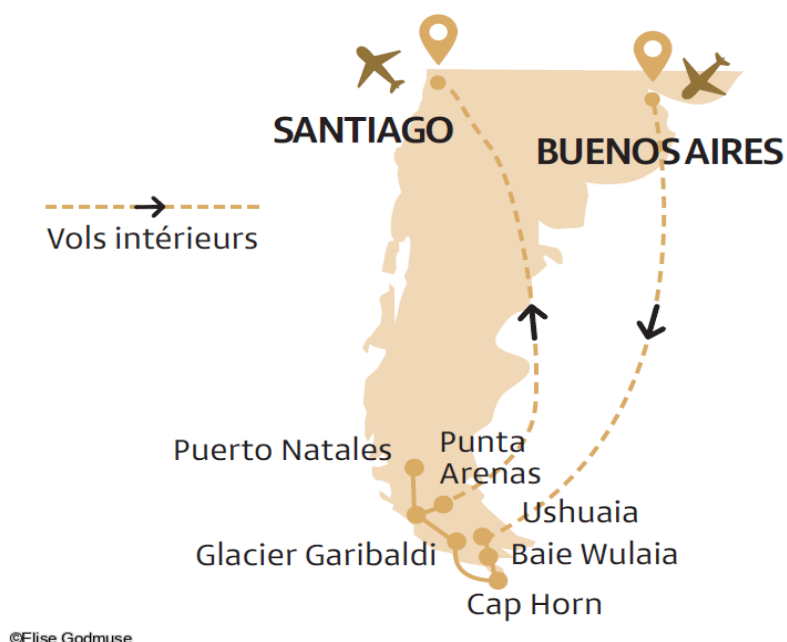 SANTIAGO
BUENOS AIRES
Vols intérieurs
Puerto Natales
Punta
Arenas
Ushuaia
Glacier Garibaldi
Baie Wulaia
Cap Horn
©Elise Godmuse